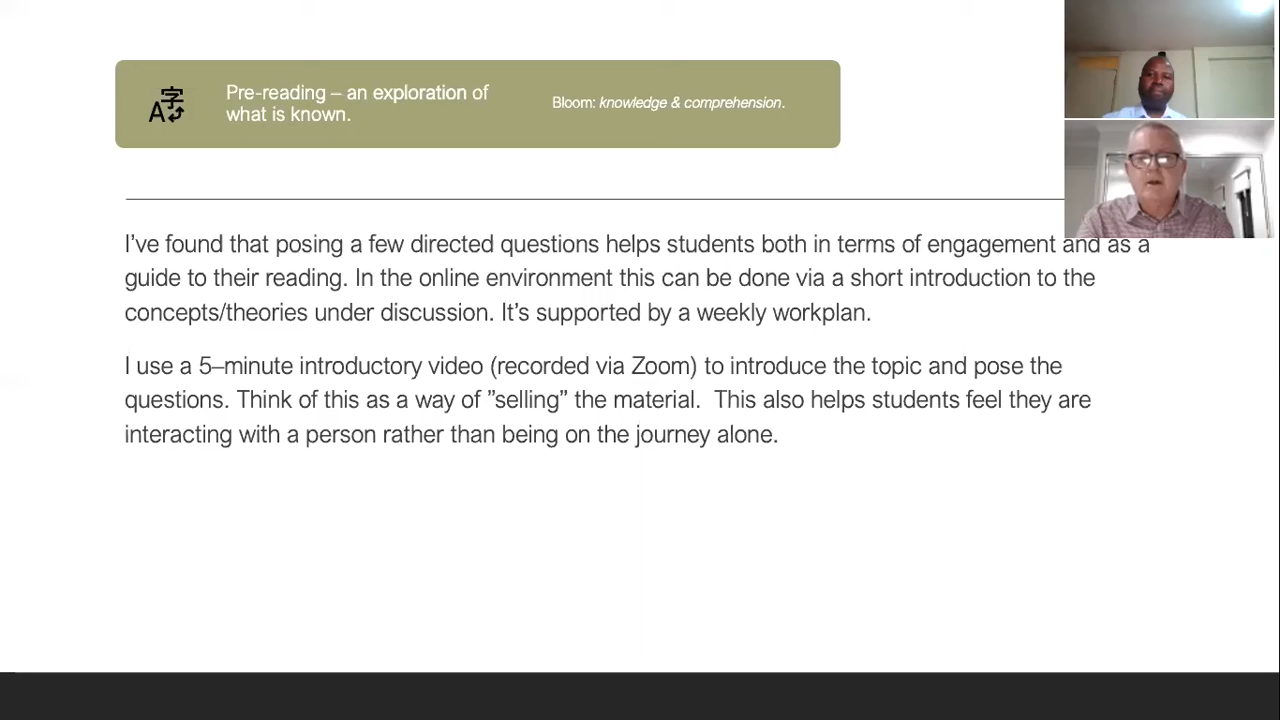 Pre-reading – an exploration of
what is known.
Bloom: knowledge & comprehension.
I’ve found that posing a few directed questions helps students both in terms of engagement and as a
guide to their reading. In the online environment this can be done via a short introduction to the
concepts/theories under discussion. It’s supported by a weekly workplan.
I use a 5–minute introductory video (recorded via Zoom) to introduce the topic and pose the
questions. Think of this as a way of ”selling” the material.  This also helps students feel they are
interacting with a person rather than being on the journey alone.